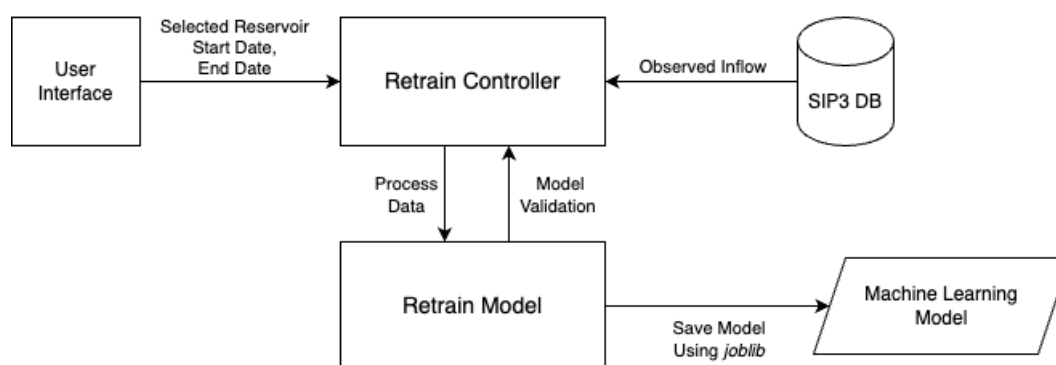 Selected Reservoir
Start Date,
End Date
User
Interface
Retrain Controller
Observed Inflow
SIP3 DB
Process
Data
Model
Validation
Retrain Model
Save Model
Using joblib
Machine Learning
Model